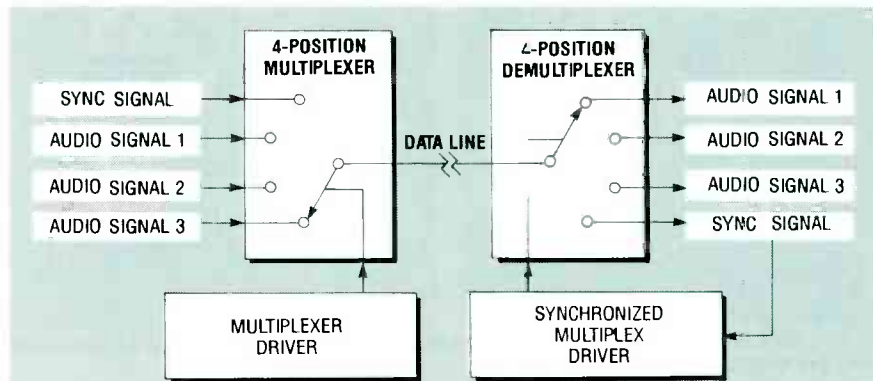 4-POSITION
MULTIPLEXER
4-POSITION
DEMULTIPLEXER
SYNC SIGNAL
AUDIO SIGNAL 1
AUDIO SIGNAL 2
AUDIO SIGNAL 3
DATA LINE
AUDIO SIGNAL 1
AUDIO SIGNAL 2
AUDIO SIGNAL 3
SYNC SIGNAL
MULTIPLEXER
DRIVER
SYNCHRONIZED
MULTIPLEX
DRIVER